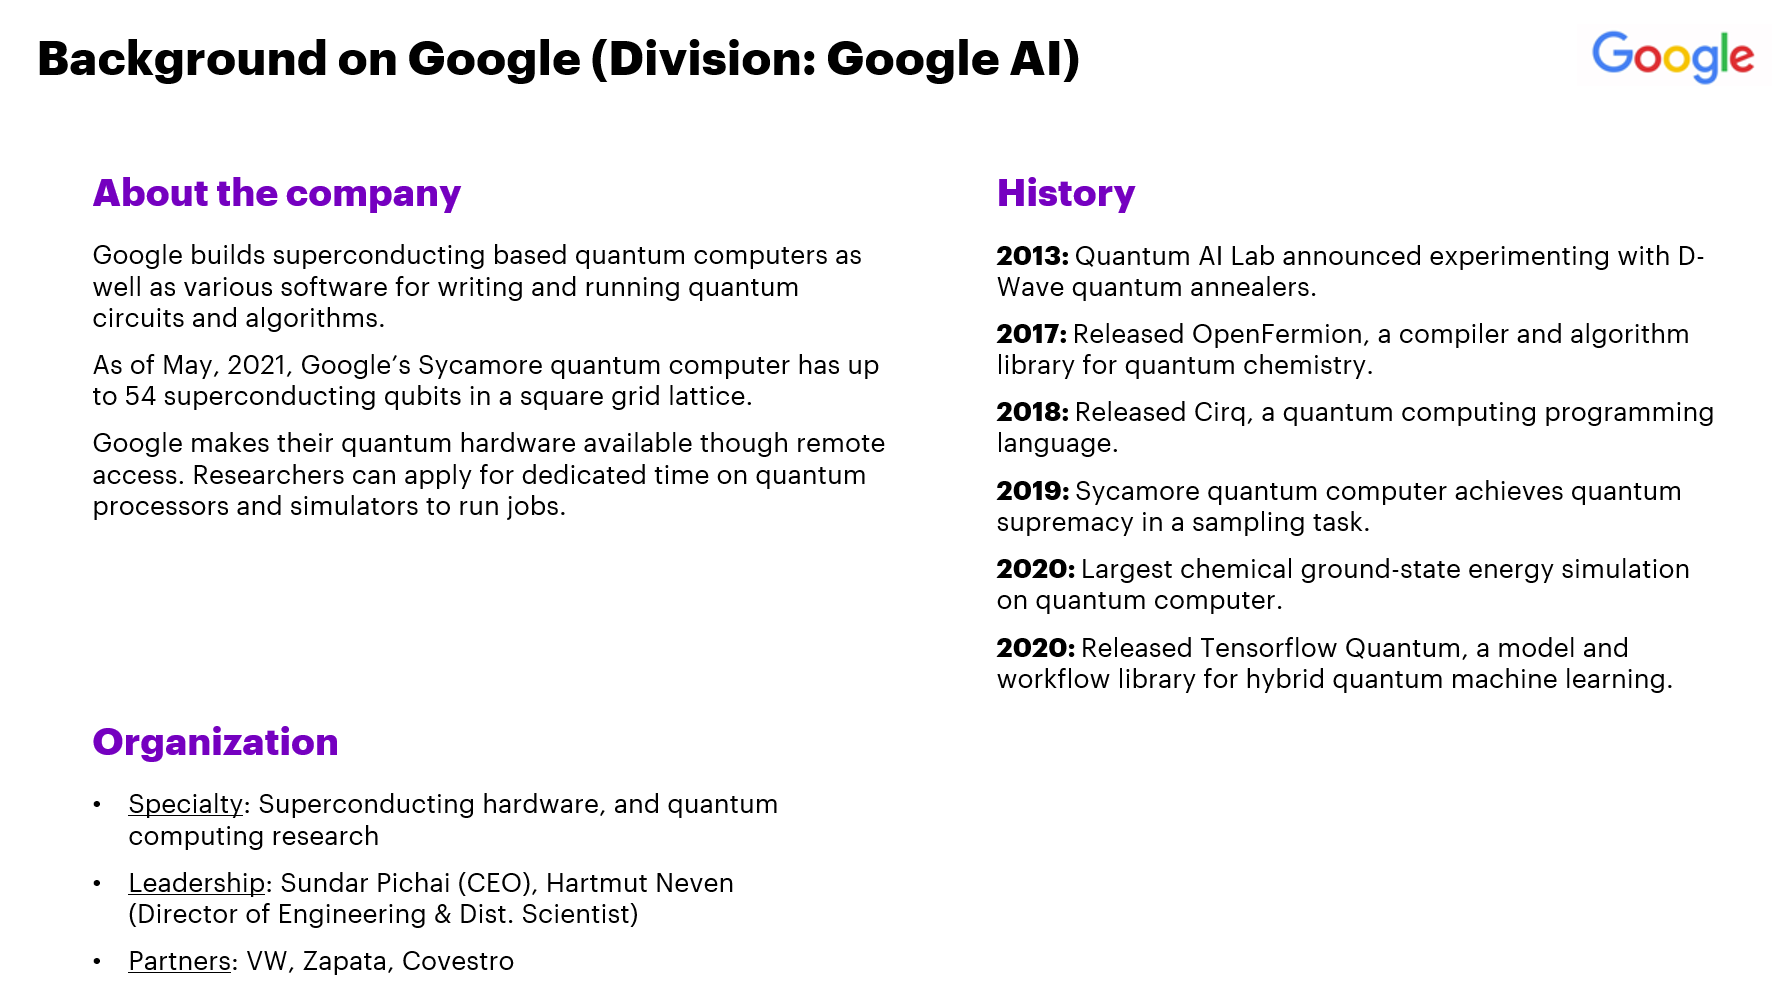 Background on Google (Division: Google AI)
Google
About the company
Google builds superconducting based quantum computers as
well as various software for writing and running quantum
circuits and algorithms.
As of May, 2021, Google’s Sycamore quantum computer has up
to 54 superconducting qubits in a square grid lattice.
Google makes their quantum hardware available though remote
access. Researchers can apply for dedicated time on quantum
processors and simulators to run jobs.
Organization
• Specialty: Superconducting hardware, and quantum
computing research
• Leadership: Sundar Pichai (CEO), Hartmut Neven
(Director of Engineering & Dist. Scientist)
• Partners: VW, Zapata, Covestro
History
2013: Quantum AI Lab announced experimenting with D-
Wave quantum annealers.
2017: Released OpenFermion, a compiler and algorithm
library for quantum chemistry.
2018: Released Cirq, a quantum computing programming
language.
2019: Sycamore quantum computer achieves quantum
supremacy in a sampling task.
2020: Largest chemical ground-state energy simulation
on quantum computer.
2020: Released Tensorflow Quantum, a model and
workflow library for hybrid quantum machine learning.